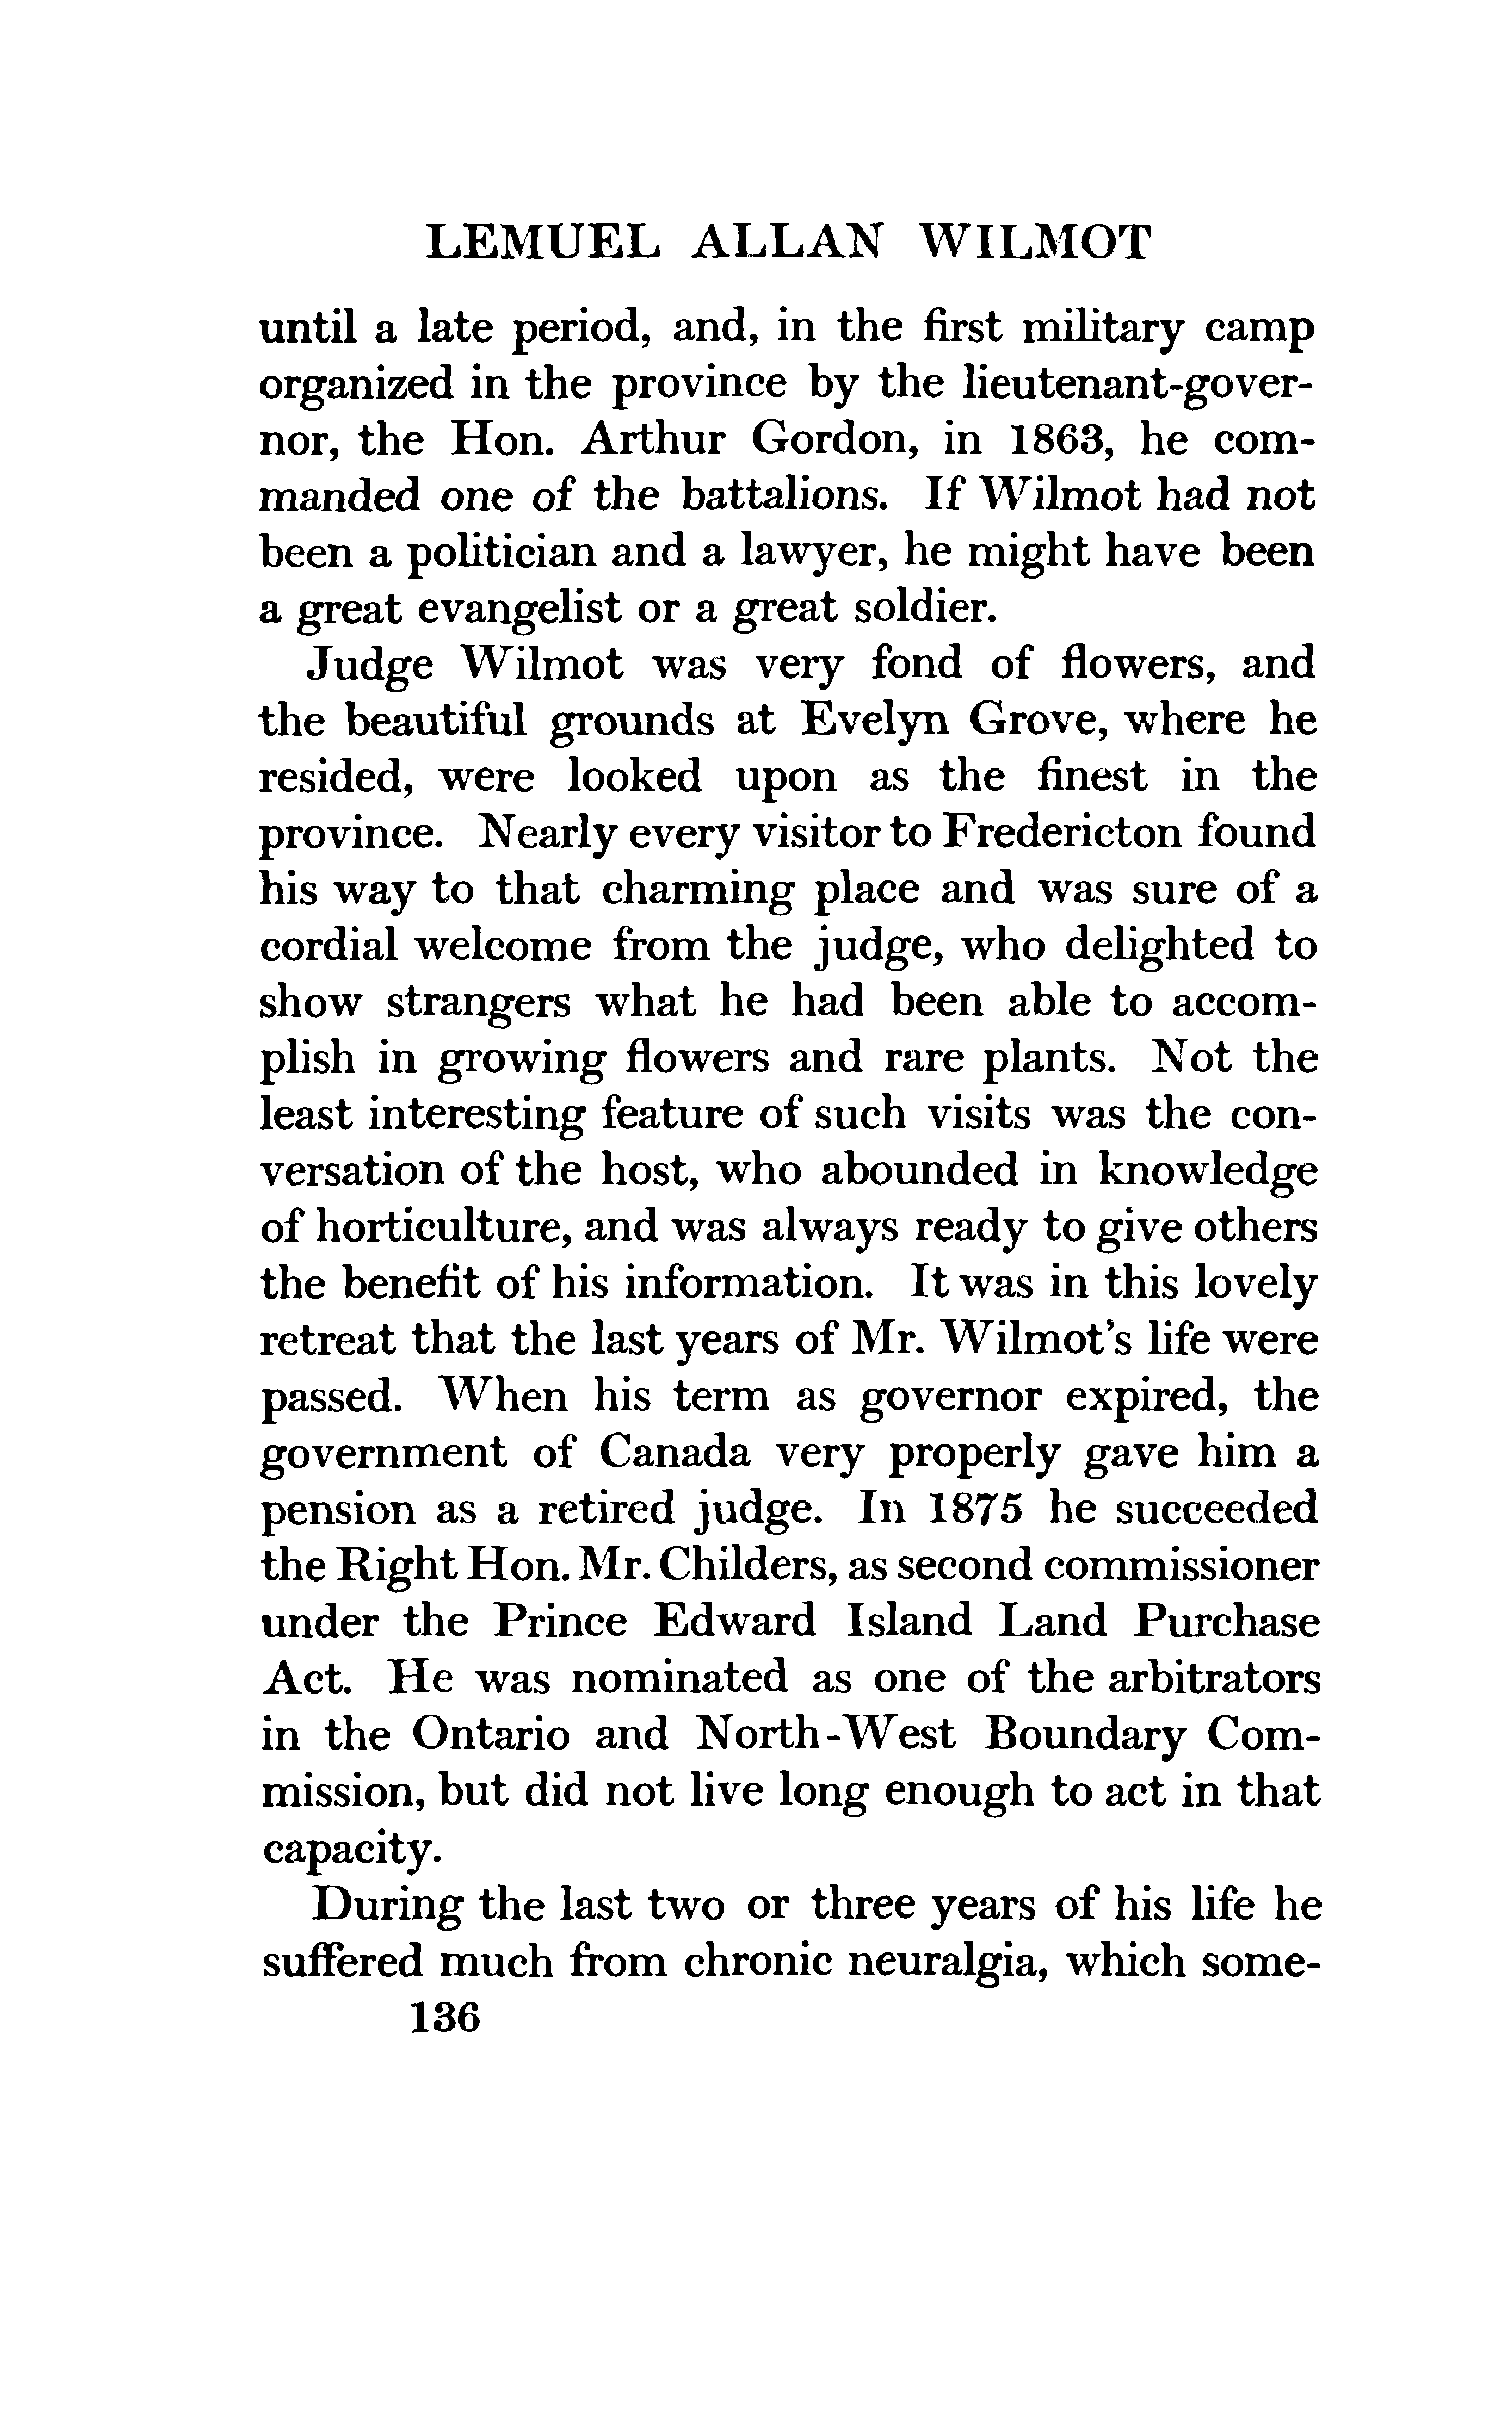 LEMUEL ALLAN WILMOT
until a late period, and, in the first military camp
organized in the province by the lieutenant-gover-
nor, the Hon. Arthur Gordon, in 1863, he com-
manded one of the battalions. If Wilmot had not
been a politician and a lawyer, he might have been
a great evangelist or a great soldier.
Judge Wilmot was very fond of flowers, and
the beautiful grounds at Evelyn Grove, where he
resided, were looked upon as the finest in the
province. Nearly every visitor to Fredericton found
his way to that charming place and was sure of a
cordial welcome from the judge, who delighted to
show strangers what he had been able to accom-
plish in growing flowers and rare plants. Not the
least interesting feature of such visits was the con-
versation of the host, who abounded in knowledge
of horticulture, and was always ready to give others
the benefit of his information. It was in this lovely
retreat that the last years of Mr. Wilmot's life were
passed. When his term as governor expired, the
government of Canada very properly gave him a
pension as a retired judge. In 1875 he succeeded
the Right Hon. Mr. Childers, as second commissioner
under the Prince Edward Island Land Purchase
Act. He was nominated as one of the arbitrators
in the Ontario and North-West Boundary Com-
mission, but did not live long enough to act in that
capacity.
During the last two or three years of his life he
suffered much from chronic neuralgia, which some-
136